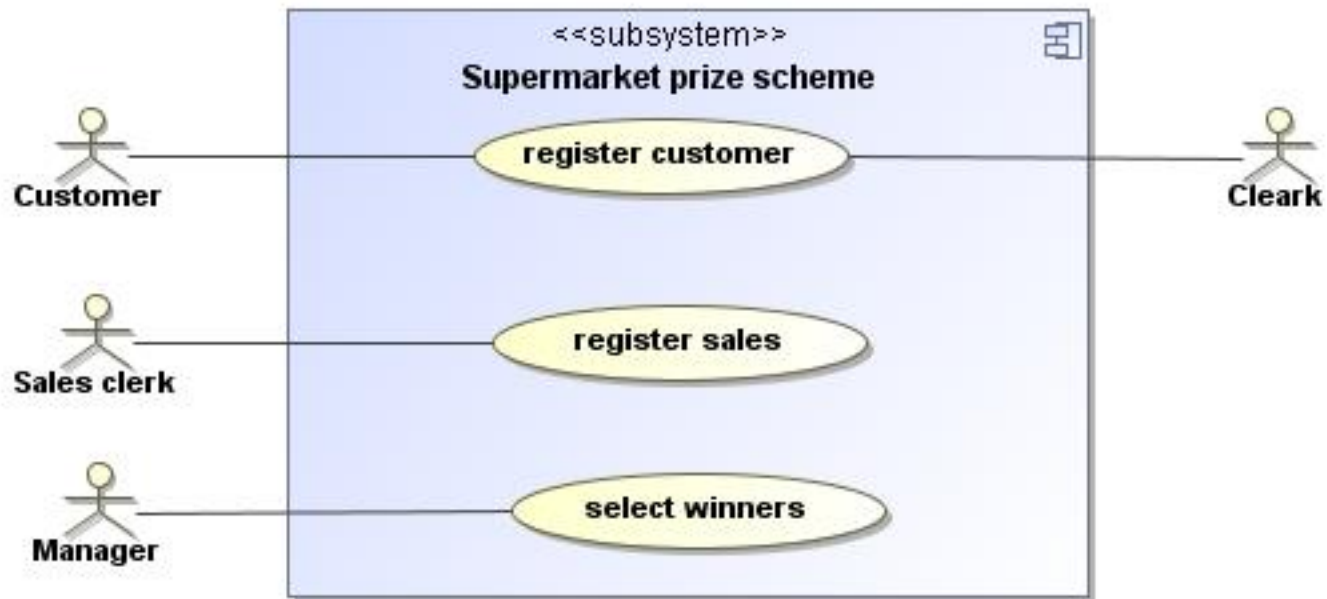 <<subsystem>>
Supermarket prize scheme
register customer
Customer
Cleark
register sales
Sales clerk
select winners
Manager